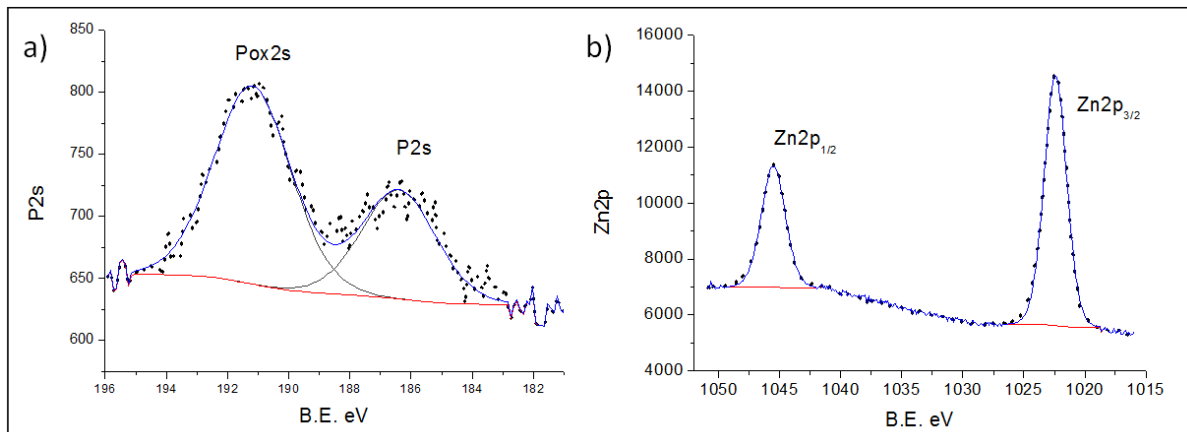 a)
Pox2s
P2s
P2s
850
800
750
700
650
600
196 194 192 190 188 186 184 182
B.E. eV
b)
Zn2p1/2
Zn2p3/2
Zn2p
16000
14000
12000
10000
8000
6000
4000
1050 1045 1040 1035 1030 1025 1020 1015
B.E. eV